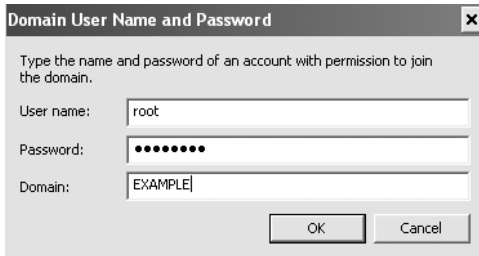 Domain User Name and Password
Type the name and password of an account with permission to join
the domain.
User name: root
Password: ●●●●●●●●
Domain: EXAMPLE
OK Cancel